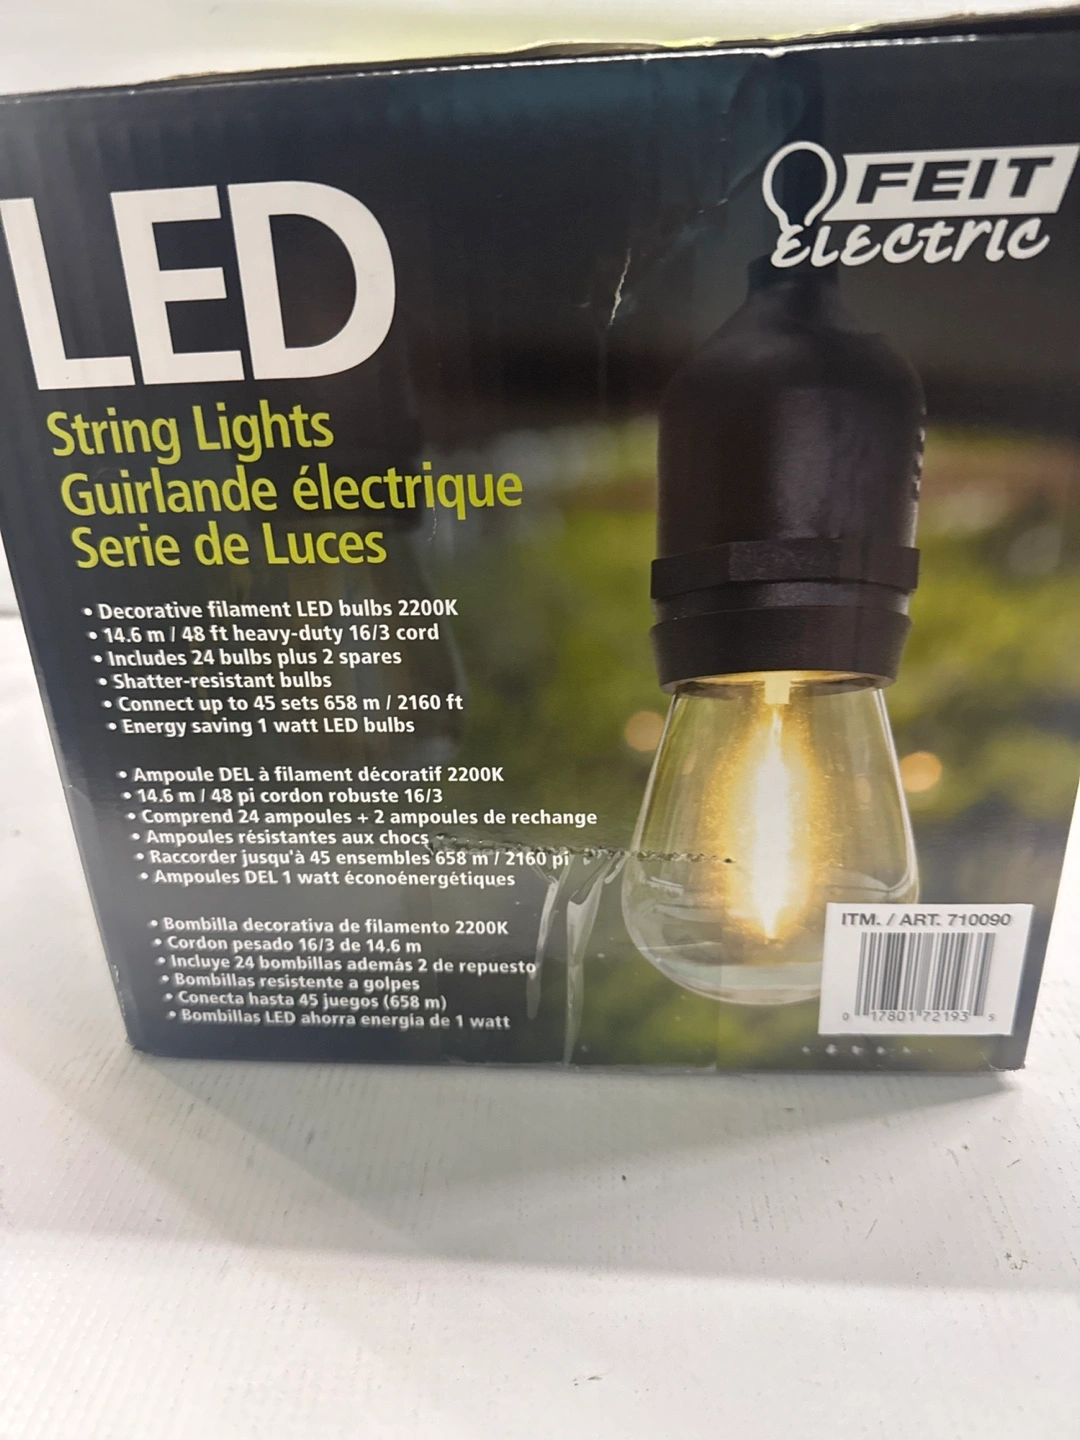 LED
FEIT
ELECTRIC
String Lights
Guirlande électrique
Serie de Luces
• Decorative filament LED bulbs 2200K
• 14.6 m / 48 ft heavy-duty 16/3 cord
• Includes 24 bulbs plus 2 spares
• Shatter-resistant bulbs
• Connect up to 45 sets 658 m / 2160 ft
• Energy saving 1 watt LED bulbs
• Ampoule DEL à filament décoratif 2200K
• 14.6 m / 48 pi cordon robuste 16/3
• Comprend 24 ampoules + 2 ampoules de rechange
• Ampoules résistantes aux chocs
• Raccorder jusqu'à 45 ensembles 658 m / 2160 pi
• Ampoules DEL 1 watt éconoénergétiques
• Bombilla decorativa de filamento 2200K
• Cordon pesado 16/3 de 14.6 m
• Incluye 24 bombillas además 2 de repuesto
• Bombillas resistente a golpes
• Conecta hasta 45 juegos (658 m)
• Bombillas LED ahorra energía de 1 watt
ITM. / ART. 710090
0 17801 72193 5